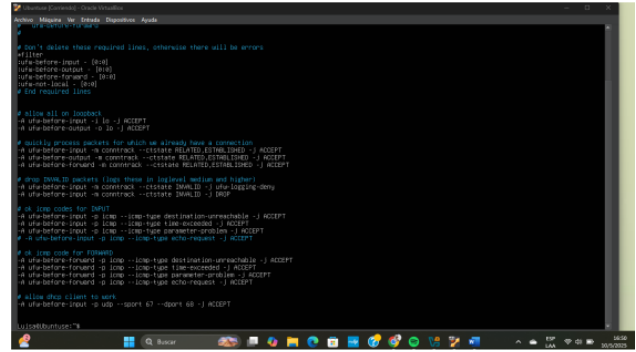 Ubuntuse [Corriendo] - Oracle VirtualBox
Archivo Máquina Ver Entrada Dispositivos Ayuda
# ufw-before-forward
#
# Don't delete these required lines, otherwise there will be errors
*filter
:ufw-before-input - [0:0]
:ufw-before-output - [0:0]
:ufw-before-forward - [0:0]
:ufw-not-local - [0:0]
# End required lines
# allow all on loopback
-A ufw-before-input -i lo -j ACCEPT
-A ufw-before-output -o lo -j ACCEPT
# quickly process packets for which we already have a connection
-A ufw-before-input -m conntrack --ctstate RELATED,ESTABLISHED -j ACCEPT
-A ufw-before-output -m conntrack --ctstate RELATED,ESTABLISHED -j ACCEPT
-A ufw-before-forward -m conntrack --ctstate RELATED,ESTABLISHED -j ACCEPT
# drop INVALID packets (logs these in loglevel medium and higher)
-A ufw-before-input -m conntrack --ctstate INVALID -j ufw-logging-deny
-A ufw-before-input -m conntrack --ctstate INVALID -j DROP
# ok icmp codes for INPUT
-A ufw-before-input -p icmp --icmp-type destination-unreachable -j ACCEPT
-A ufw-before-input -p icmp --icmp-type time-exceeded -j ACCEPT
-A ufw-before-input -p icmp --icmp-type parameter-problem -j ACCEPT
# -A ufw-before-input -p icmp --icmp-type echo-request -j ACCEPT
# ok icmp code for FORWARD
-A ufw-before-forward -p icmp --icmp-type destination-unreachable -j ACCEPT
-A ufw-before-forward -p icmp --icmp-type time-exceeded -j ACCEPT
-A ufw-before-forward -p icmp --icmp-type parameter-problem -j ACCEPT
-A ufw-before-forward -p icmp --icmp-type echo-request -j ACCEPT
# allow dhcp client to work
-A ufw-before-input -p udp --sport 67 --dport 68 -j ACCEPT
Luisa@Ubuntuse:~$
Buscar
ESP
LAA
16:50
10/5/2025